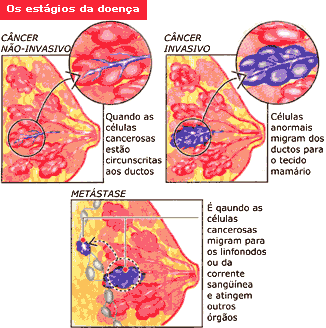 Os estágios da doença
CÂNCER
NÃO-INVASIVO
Quando as
células
cancerosas
estão
circunscritas
aos ductos
CÂNCER
INVASIVO
Células
anormais
migram dos
ductos para
o tecido
mamário
METÁSTASE
É qaundo as
células
cancerosas
migram para
os linfonodos
ou da
corrente
sangüínea
e atingem
outros
órgãos